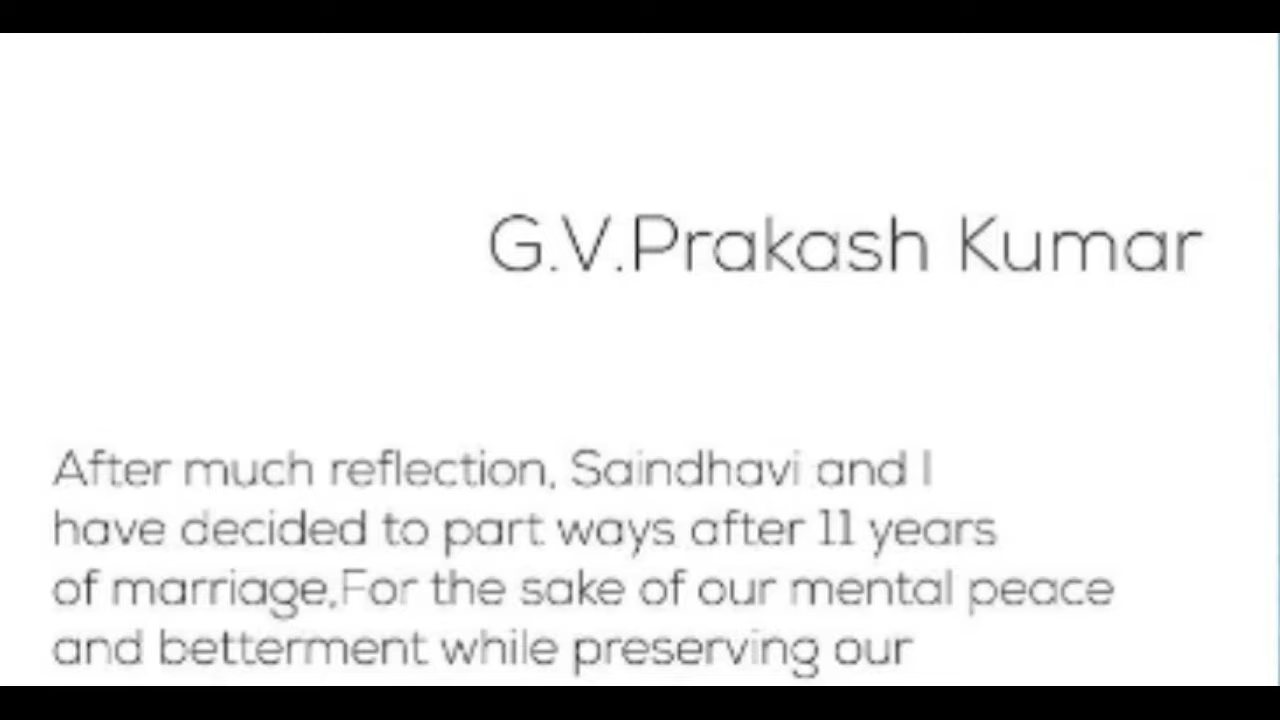 G.V.Prakash Kumar
After much reflection, Saindhavi and I
have decided to part ways after 11 years
of marriage,For the sake of our mental peace
and betterment while preserving our